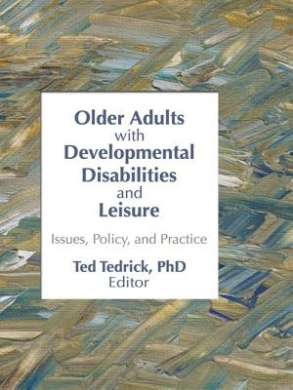 Older Adults
with
Developmental
Disabilities
and
Leisure
Issues, Policy, and Practice
Ted Tedrick, PhD
Editor